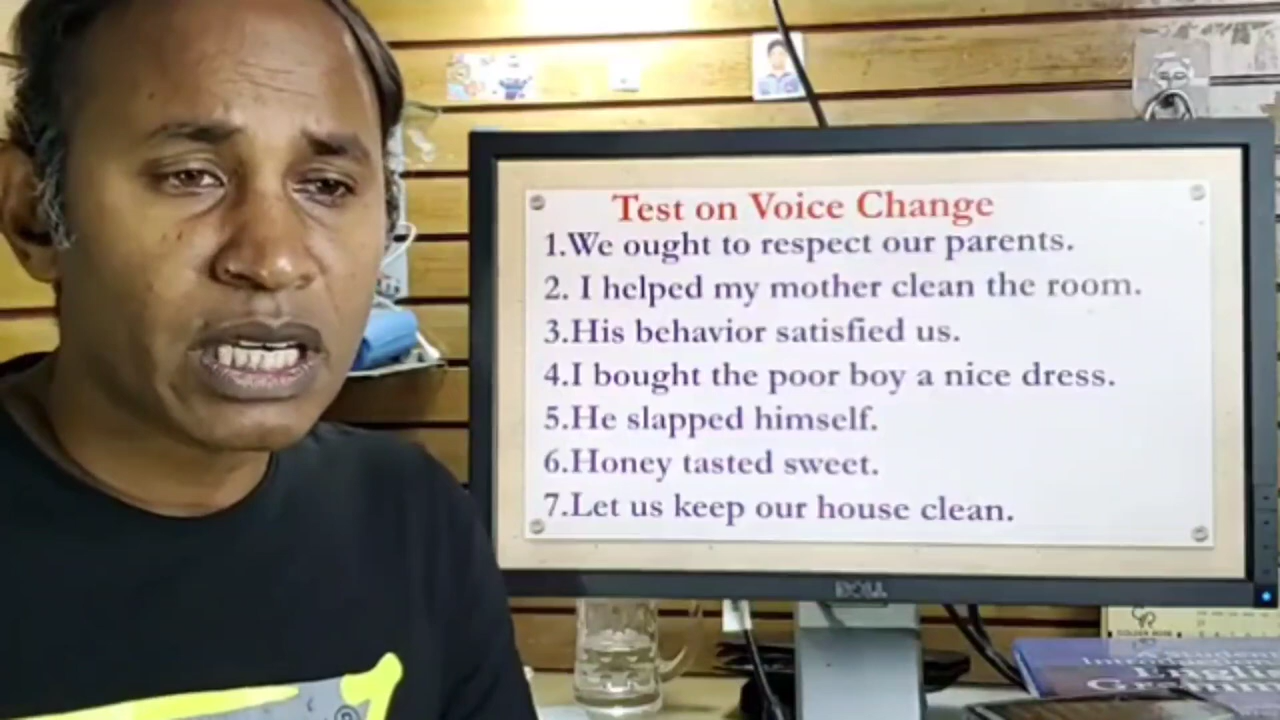 Test on Voice Change
1.We ought to respect our parents.
2. I helped my mother clean the room.
3.His behavior satisfied us.
4.I bought the poor boy a nice dress.
5.He slapped himself.
6.Honey tasted sweet.
7.Let us keep our house clean.
DELL
GOLDEN ROSE